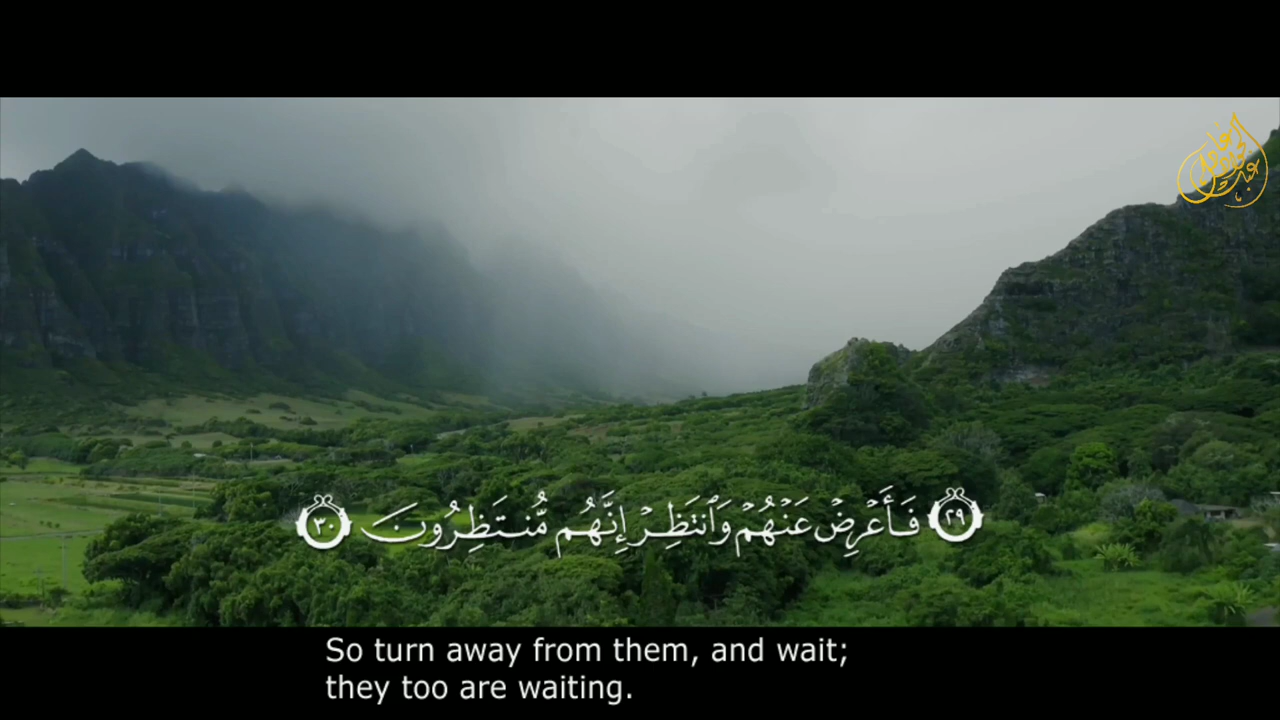 ٢٩ فَأَعْرِضْ عَنْهُمْ وَٱنتَظِرْ إِنَّهُم مُّنتَظِرُونَ ٣٠
So turn away from them, and wait;
they too are waiting.